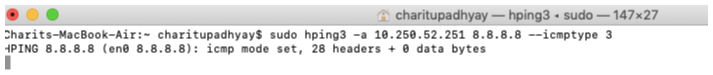 charitupadhyay — hping3 • sudo — 147×27
Charits-MacBook-Air:~ charitupadhyay$ sudo hping3 -a 10.250.52.251 8.8.8.8 --icmptype 3
HPING 8.8.8.8 (en0 8.8.8.8): icmp mode set, 28 headers + 0 data bytes